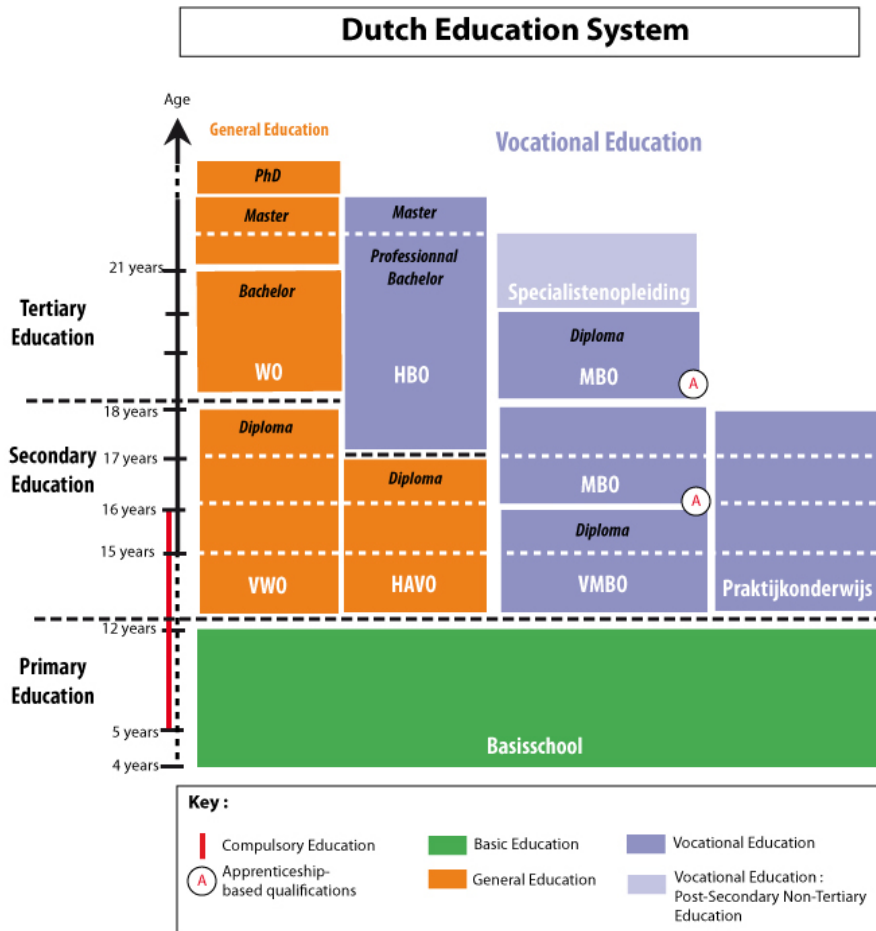 Dutch Education System
Age
General Education
Vocational Education
PhD
Master
Master
Professionnal
Bachelor
21 years
Bachelor
Specialistenopleiding
Tertiary
Education
Diploma
WO
HBO
MBO
A
18 years
Diploma
Secondary
Education
17 years
Diploma
MBO
A
16 years
Diploma
15 years
VWO
HAVO
VMBO
Praktijkonderwijs
12 years
Primary
Education
5 years
Basisschool
4 years
Key :
Compulsory Education
Basic Education
Vocational Education
A
Apprenticeship-
based qualifications
General Education
Vocational Education :
Post-Secondary Non-Tertiary
Education